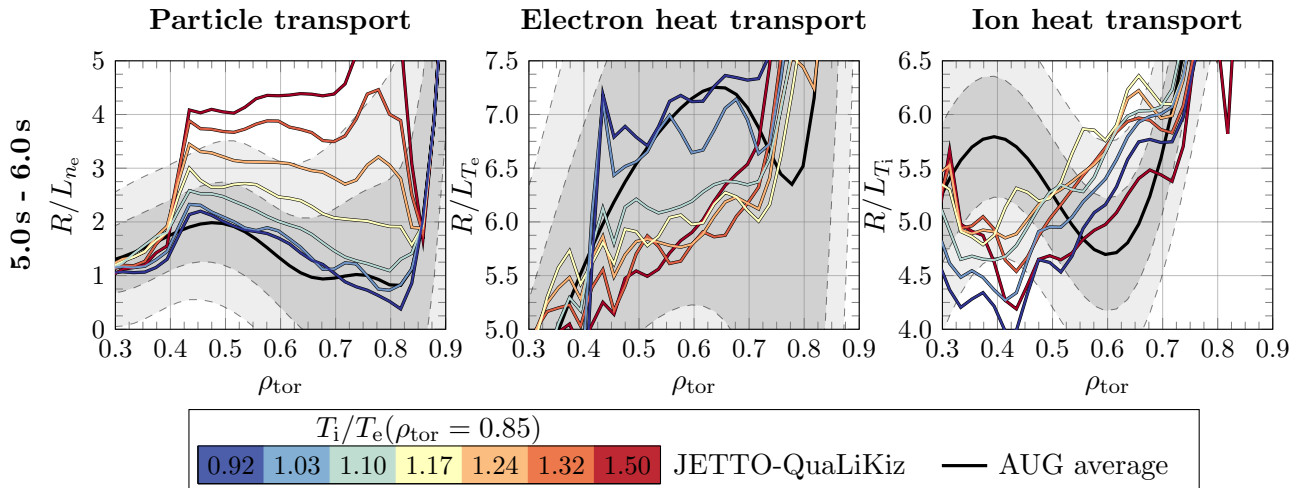 Particle transport
Electron heat transport
Ion heat transport
5.0 s - 6.0 s
R/L_{n_e}
5
4
3
2
1
0
0.3 0.4 0.5 0.6 0.7 0.8 0.9
ρ_tor
R/L_{T_e}
7.0
6.5
6.0
5.5
5.0
0.3 0.4 0.5 0.6 0.7 0.8 0.9
ρ_tor
R/L_{T_i}
6.5
6.0
5.5
5.0
4.5
4.0
0.3 0.4 0.5 0.6 0.7 0.8 0.9
ρ_tor
T_i/T_e(ρ_tor = 0.85)
0.92 1.03 1.10 1.17 1.24 1.32 1.50 JETTO-QuaLiKiz AUG average